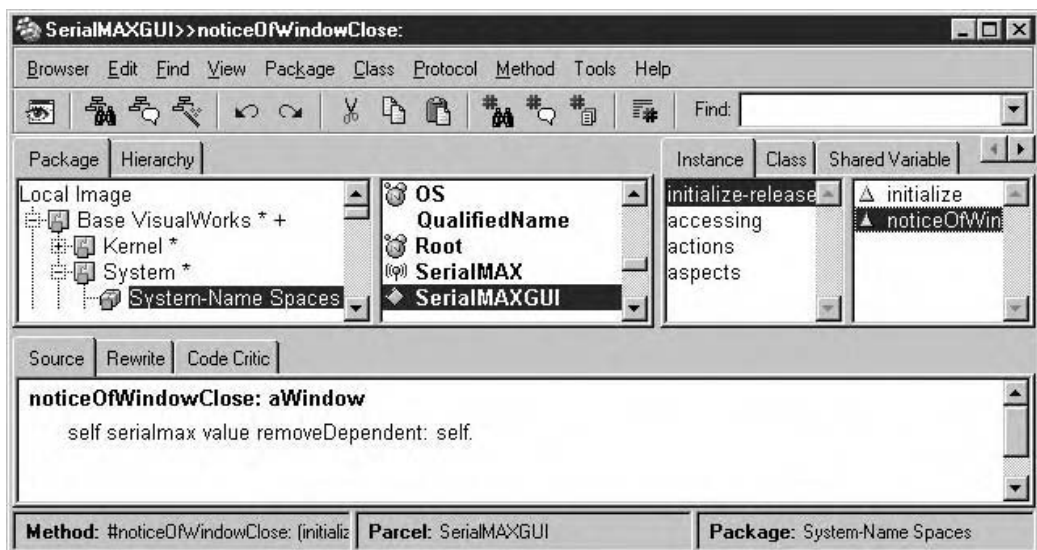 SerialMAXGUI>>noticeOfWindowClose:
Browser Edit Find View Package Class Protocol Method Tools Help
Find:
Package Hierarchy
Instance Class Shared Variable
Local Image
Base VisualWorks * +
Kernel *
System *
System-Name Spaces
OS
QualifiedName
Root
SerialMAX
SerialMAXGUI
initialize-release
accessing
actions
aspects
initialize
noticeOfWin
Source Rewrite Code Critic
noticeOfWindowClose: aWindow
self serialmax value removeDependent: self.
Method: #noticeOfWindowClose: (initializ Parcel: SerialMAXGUI Package: System-Name Spaces